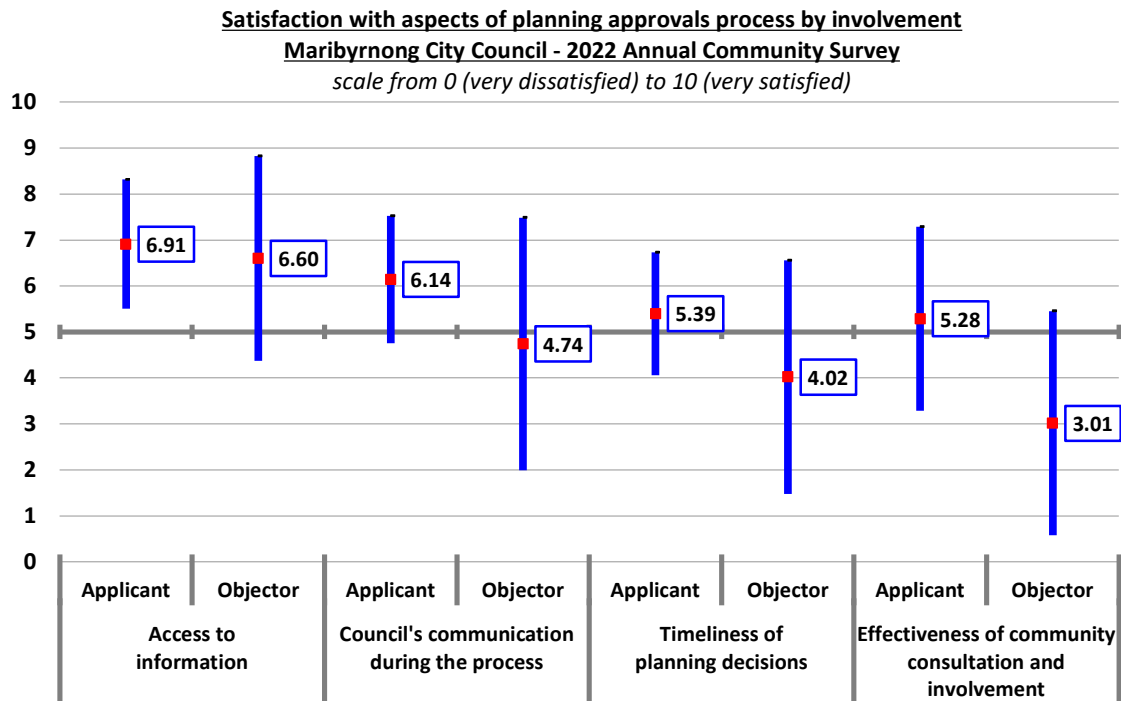 Satisfaction with aspects of planning approvals process by involvement
Maribyrnong City Council - 2022 Annual Community Survey
scale from 0 (very dissatisfied) to 10 (very satisfied)
10
9
8
7
6
5
4
3
2
1
0
6.91
6.60
6.14
4.74
5.39
4.02
5.28
3.01
Applicant
Objector
Applicant
Objector
Applicant
Objector
Applicant
Objector
Access to
information
Council's communication
during the process
Timeliness of
planning decisions
Effectiveness of community
consultation and
involvement